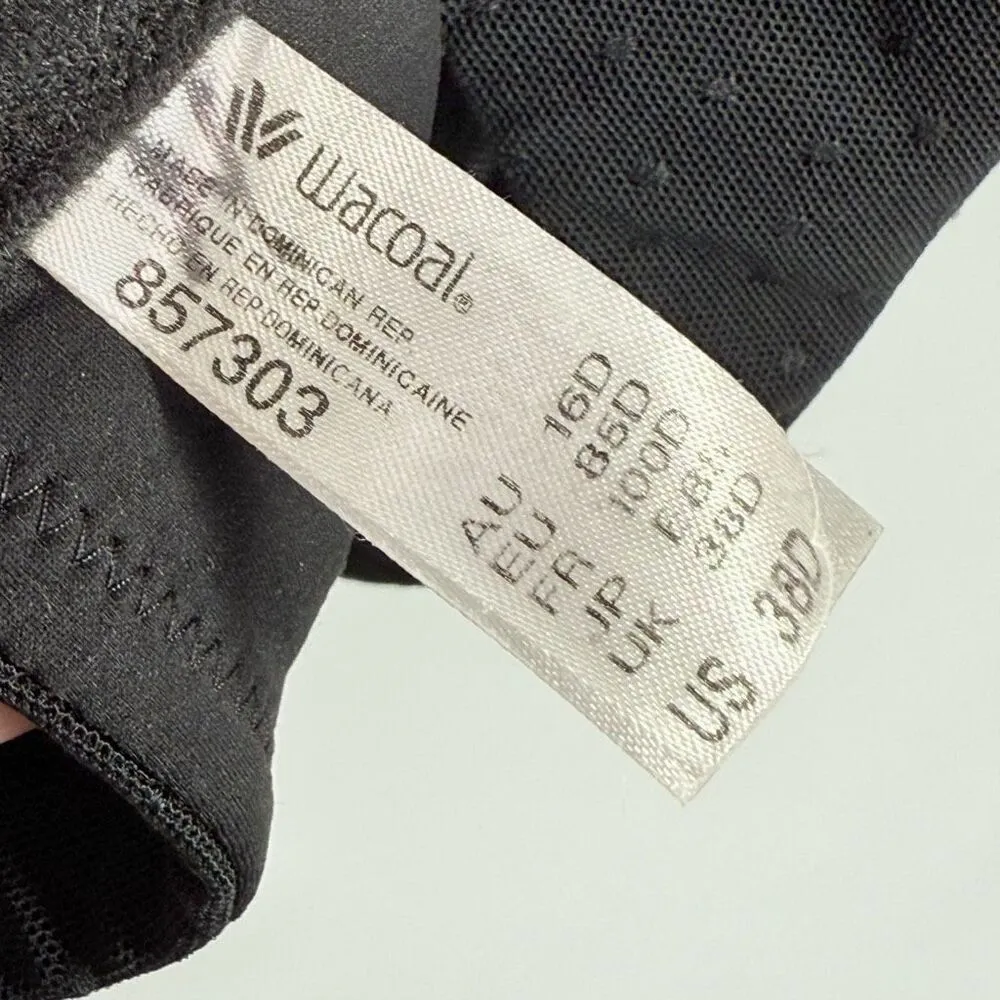 Wacoal®
MADE IN DOMINICAN REP.
FABRIQUE EN REP. DOMINICAINE
HECHO EN REP. DOMINICANA
857303
AU 16D
EU 85D
FR 100D
JP
UK 38D
US 38D